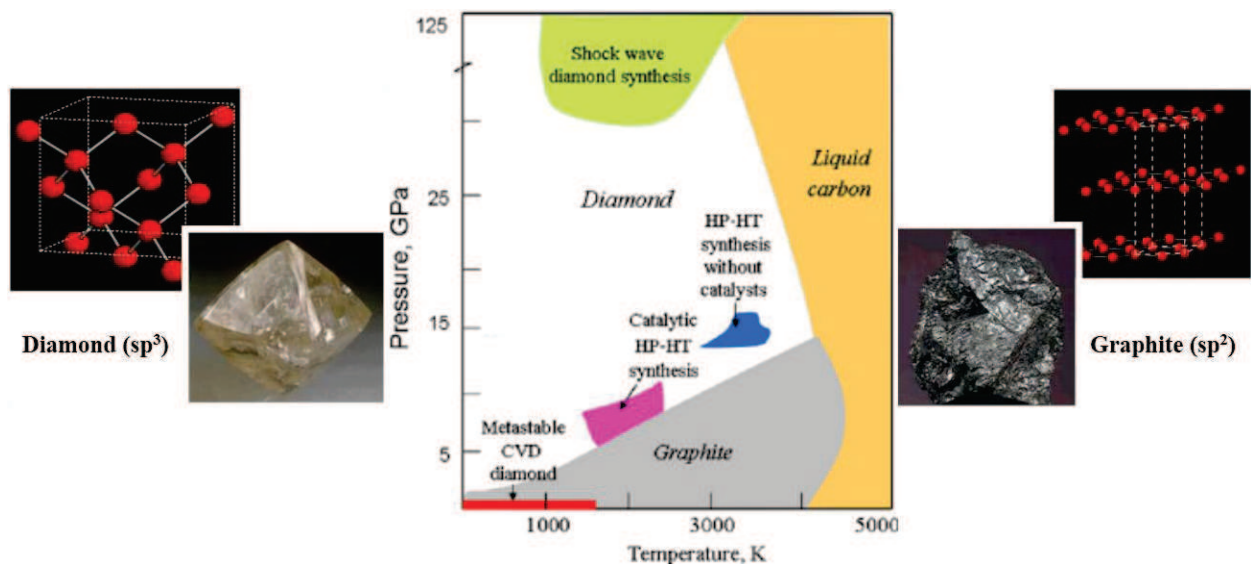 125
Shock wave
diamond synthesis
Liquid
carbon
25
Diamond
HP-HT
synthesis
without
catalysts
Pressure, GPa
15
Catalytic
HP-HT
synthesis
Diamond (sp³)
Graphite (sp²)
Metastable
CVD
diamond
5
Graphite
1000
3000
5000
Temperature, K